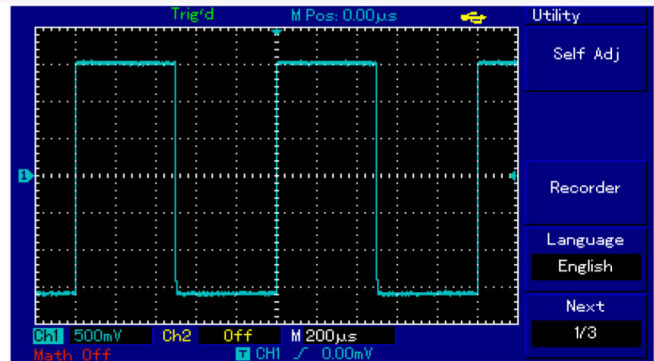 Trig'd M Pos: 0.00μs Utility
Self Adj
1
Recorder
Language
English
Next
1/3
Ch1 500mV Ch2 Off M 200μs
Math Off T CH1 0.00mV